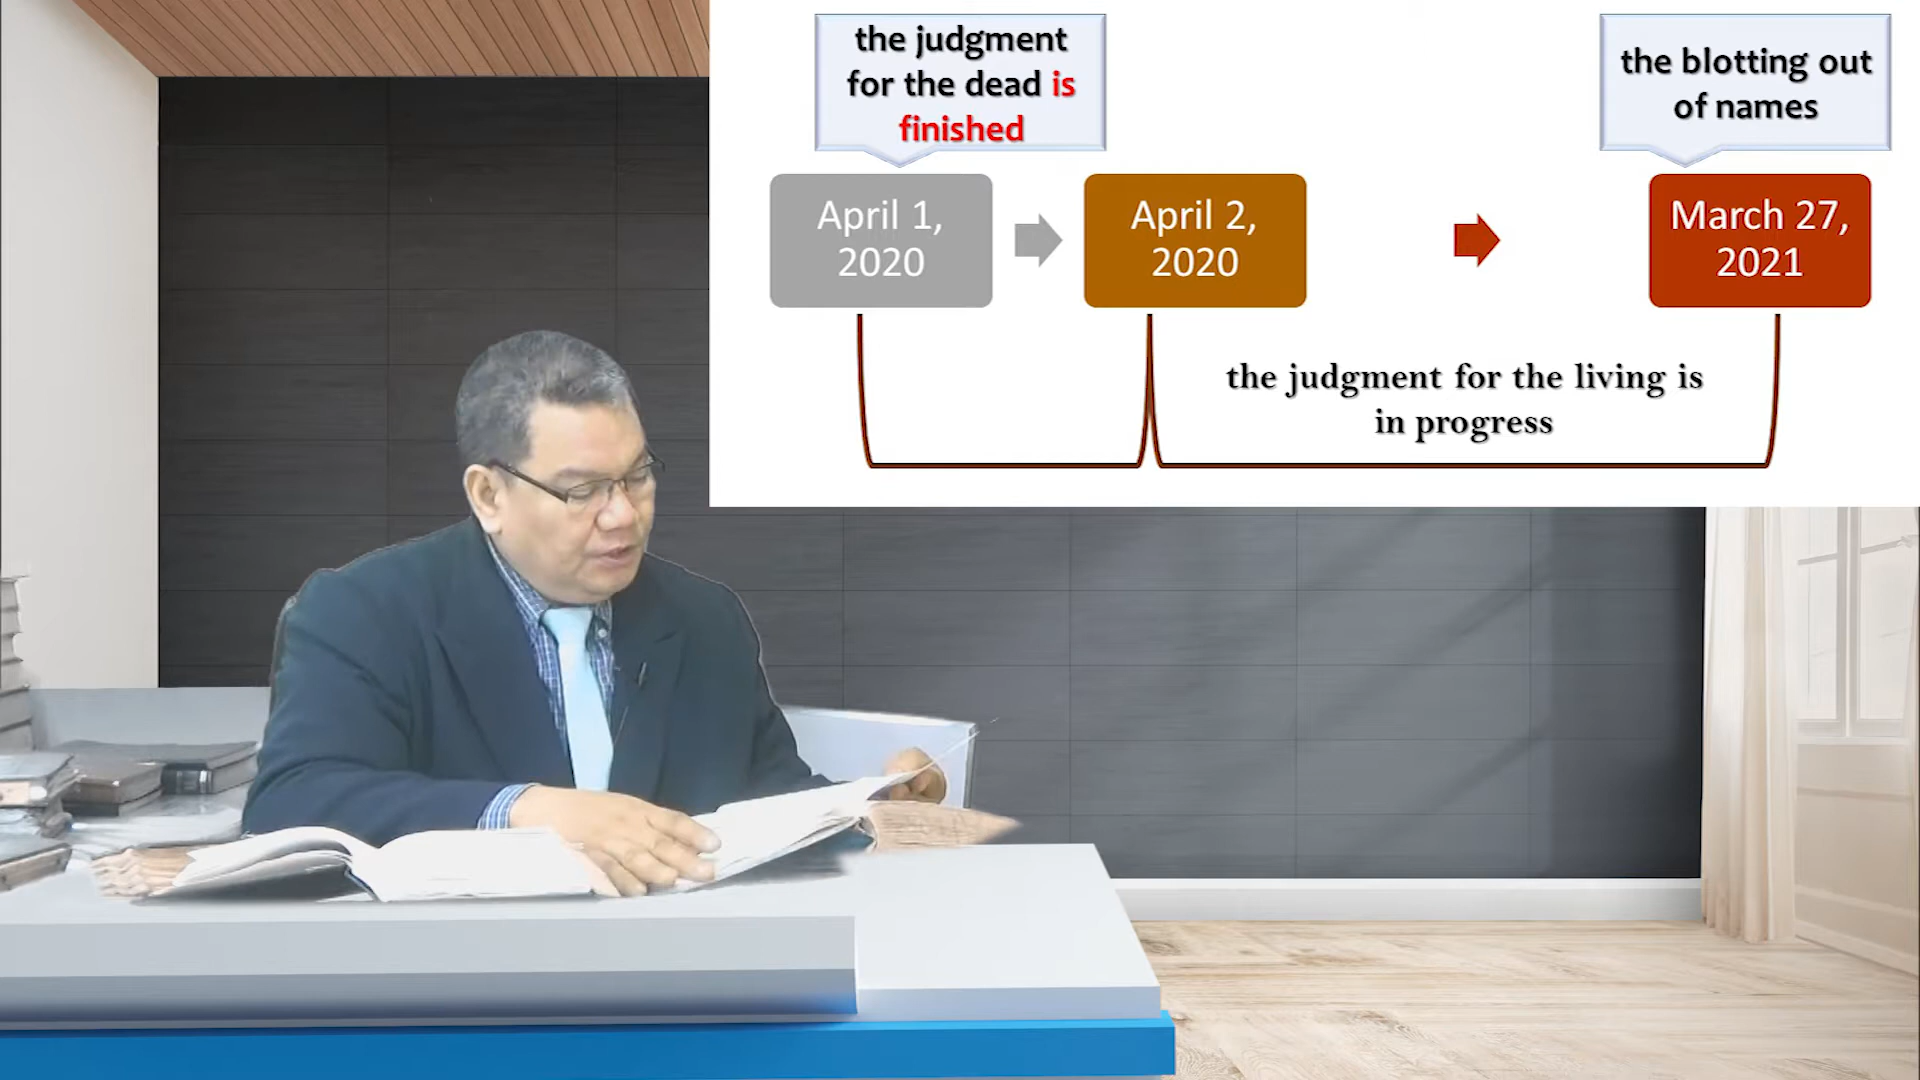 the judgment
for the dead is
finished
the blotting out
of names
April 1,
2020
April 2,
2020
March 27,
2021
the judgment for the living is
in progress